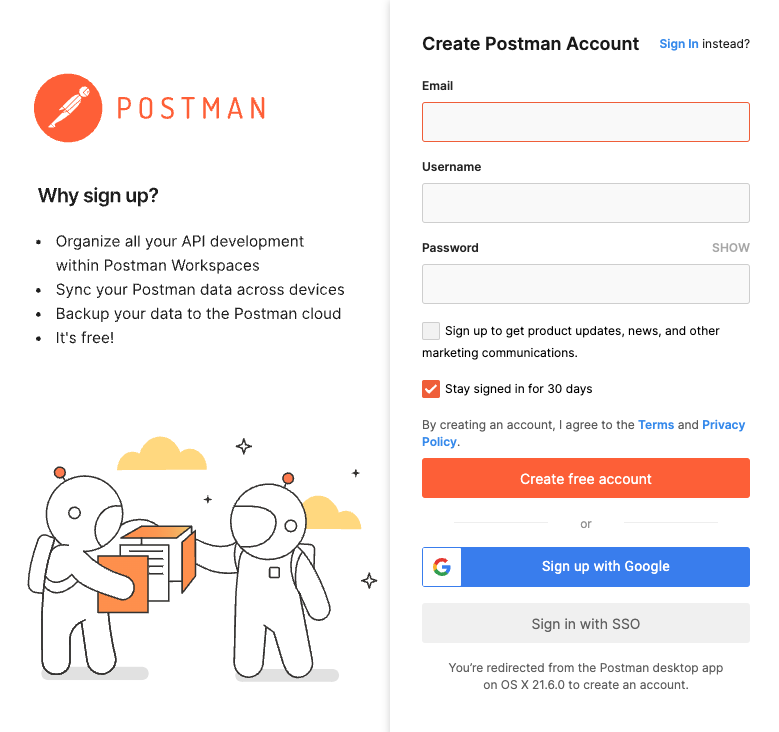 POSTMAN
Why sign up?
• Organize all your API development
within Postman Workspaces
• Sync your Postman data across devices
• Backup your data to the Postman cloud
• It's free!
Create Postman Account
Sign In instead?
Email
Username
Password
SHOW
Sign up to get product updates, news, and other
marketing communications.
Stay signed in for 30 days
By creating an account, I agree to the Terms and Privacy
Policy.
Create free account
or
G
Sign up with Google
Sign in with SSO
You’re redirected from the Postman desktop app
on OS X 21.6.0 to create an account.